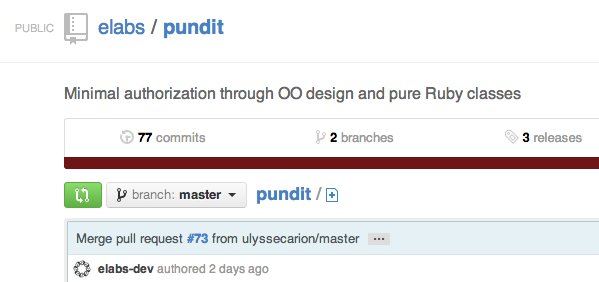 PUBLIC elabs / pundit
Minimal authorization through OO design and pure Ruby classes
77 commits 2 branches 3 releases
branch: master pundit /
Merge pull request #73 from ulyssecarion/master ...
elabs-dev authored 2 days ago